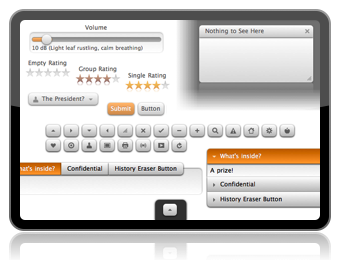 Volume
10 dB (Light leaf rustling, calm breathing)
Nothing to See Here
Empty Rating
Group Rating
Single Rating
The President?
Submit
Button
hat's inside?
Confidential
History Eraser Button
What's inside?
A prize!
Confidential
History Eraser Button